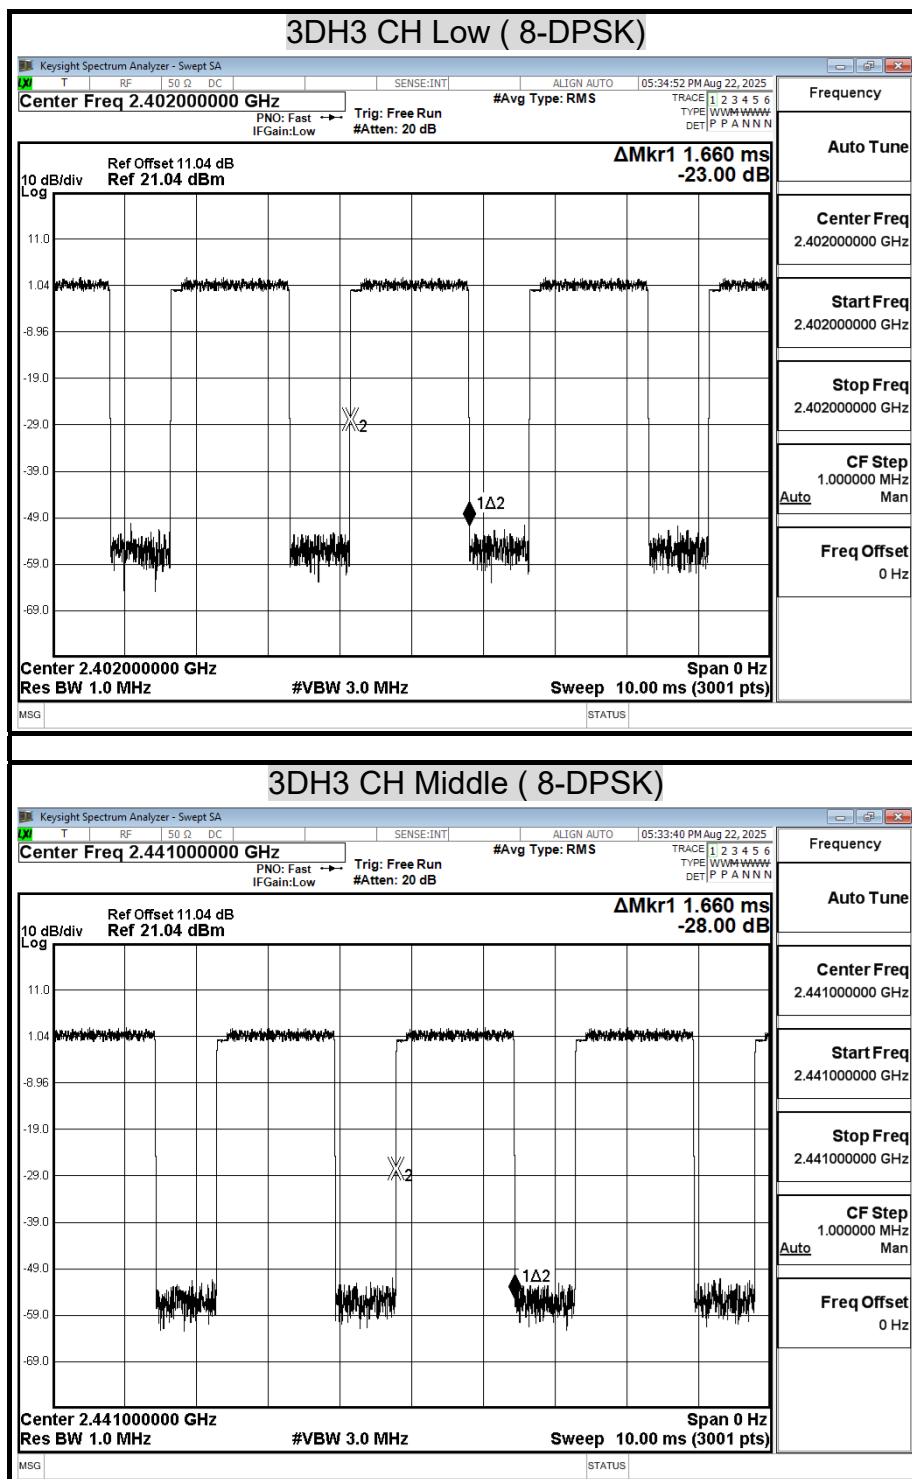 3DH3 CH Low ( 8-DPSK)
Keysight Spectrum Analyzer - Swept SA
LXI T RF 50 Ω DC SENSE:INT ALIGN AUTO 05:34:52 PM Aug 22, 2025
Center Freq 2.402000000 GHz
#Avg Type: RMS
TRACE 1 2 3 4 5 6
TYPE WWMWWWW
DET P P A N N N
PNO: Fast
IFGain:Low
Trig: Free Run
#Atten: 20 dB
Frequency
Auto Tune
Center Freq
2.402000000 GHz
Start Freq
2.402000000 GHz
Stop Freq
2.402000000 GHz
CF Step
1.000000 MHz
Auto Man
Freq Offset
0 Hz
ΔMkr1 1.660 ms
-23.00 dB
Ref Offset 11.04 dB
10 dB/div Ref 21.04 dBm
Log
11.0
1.04
-8.96
-19.0
-29.0
-39.0
-49.0
-59.0
-69.0
2
1Δ2
Center 2.402000000 GHz Span 0 Hz
Res BW 1.0 MHz #VBW 3.0 MHz Sweep 10.00 ms (3001 pts)
MSG STATUS
3DH3 CH Middle ( 8-DPSK)
Keysight Spectrum Analyzer - Swept SA
LXI T RF 50 Ω DC SENSE:INT ALIGN AUTO 05:33:40 PM Aug 22, 2025
Center Freq 2.441000000 GHz
#Avg Type: RMS
TRACE 1 2 3 4 5 6
TYPE WWMWWWW
DET P P A N N N
PNO: Fast
IFGain:Low
Trig: Free Run
#Atten: 20 dB
Frequency
Auto Tune
Center Freq
2.441000000 GHz
Start Freq
2.441000000 GHz
Stop Freq
2.441000000 GHz
CF Step
1.000000 MHz
Auto Man
Freq Offset
0 Hz
ΔMkr1 1.660 ms
-28.00 dB
Ref Offset 11.04 dB
10 dB/div Ref 21.04 dBm
Log
11.0
1.04
-8.96
-19.0
-29.0
-39.0
-49.0
-59.0
-69.0
2
1Δ2
Center 2.441000000 GHz Span 0 Hz
Res BW 1.0 MHz #VBW 3.0 MHz Sweep 10.00 ms (3001 pts)
MSG STATUS